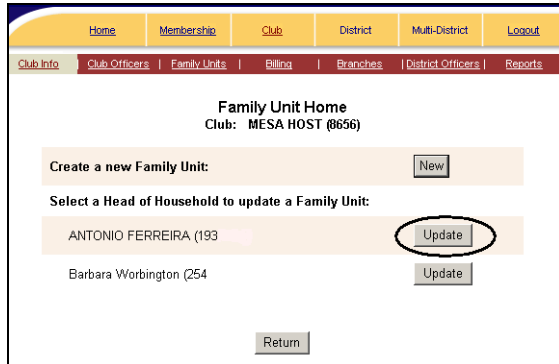 Home Membership Club District Multi-District Logout
Club Info | Club Officers | Family Units | Billing | Branches | District Officers | Reports
Family Unit Home
Club: MESA HOST (8656)
Create a new Family Unit: New
Select a Head of Household to update a Family Unit:
ANTONIO FERREIRA (193 Update
Barbara Worbington (254 Update
Return